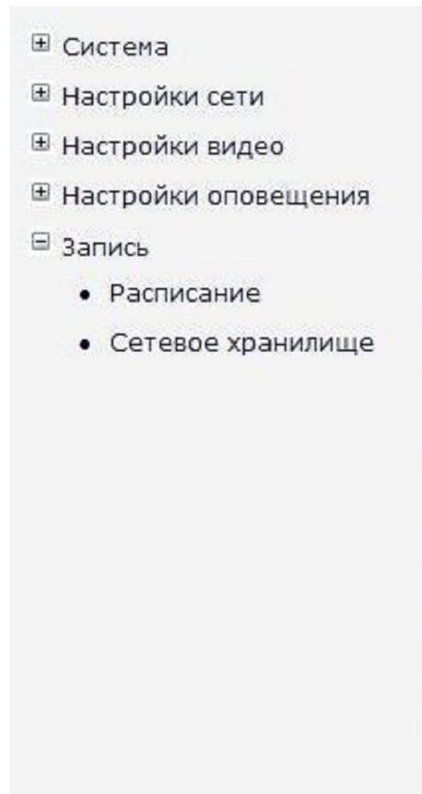 Система
Настройки сети
Настройки видео
Настройки оповещения
Запись
Расписание
Сетевое хранилище